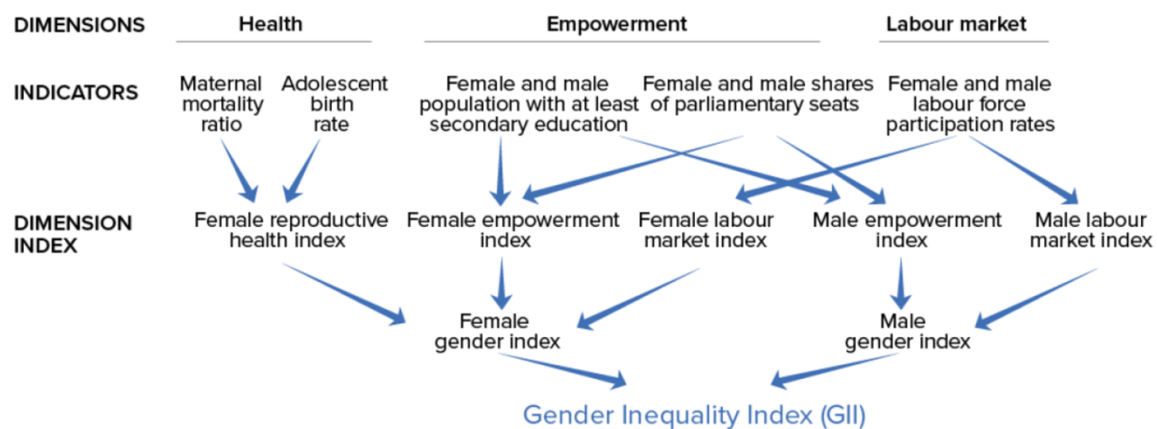 DIMENSIONS Health Empowerment Labour market
INDICATORS
Maternal
mortality
ratio
Adolescent
birth
rate
Female and male
population with at least
secondary education
Female and male shares
of parliamentary seats
Female and male
labour force
participation rates
DIMENSION
INDEX
Female reproductive
health index
Female empowerment
index
Female labour
market index
Male empowerment
index
Male labour
market index
Female
gender index
Male
gender index
Gender Inequality Index (GII)